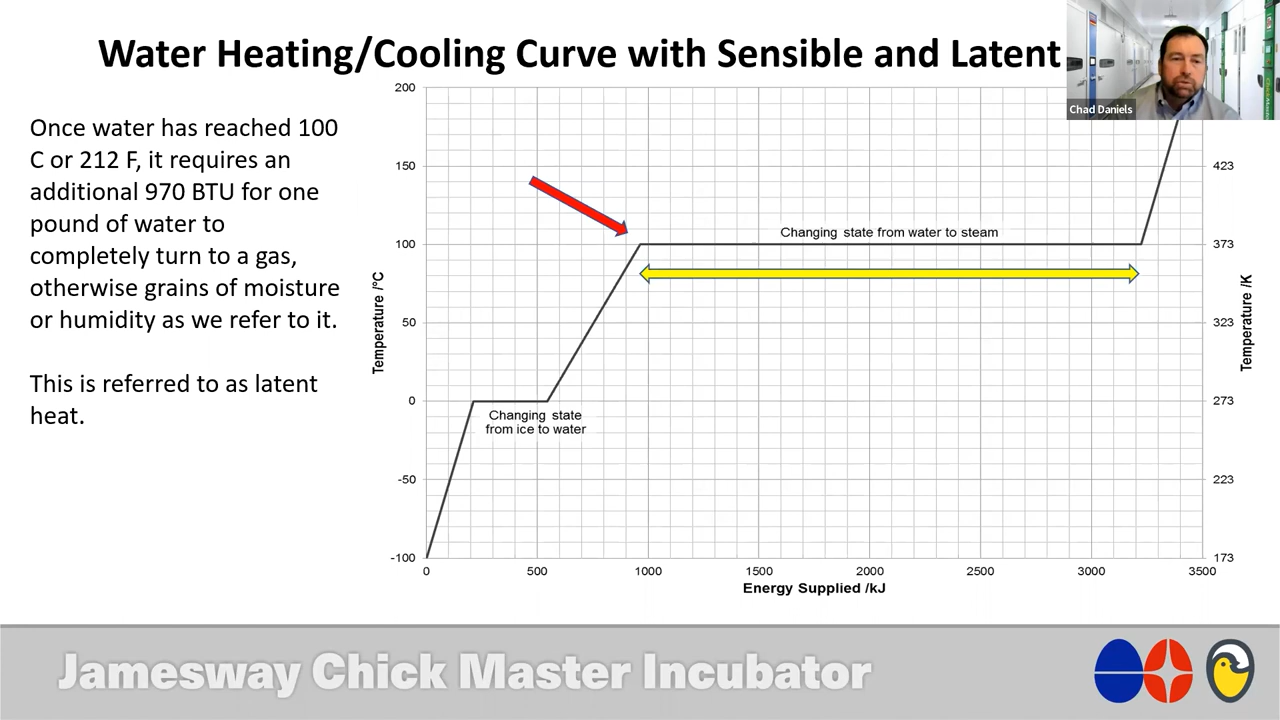 Water Heating/Cooling Curve with Sensible and Latent
Chad Daniels
Once water has reached 100
C or 212 F, it requires an
additional 970 BTU for one
pound of water to
completely turn to a gas,
otherwise grains of moisture
or humidity as we refer to it.
This is referred to as latent
heat.
200
150
100
50
0
-50
-100
Temperature /°C
Changing state from water to steam
Changing state
from ice to water
423
373
323
273
223
173
Temperature /K
0
500
1000
1500
2000
2500
3000
3500
Energy Supplied /kJ
Jamesway Chick Master Incubator